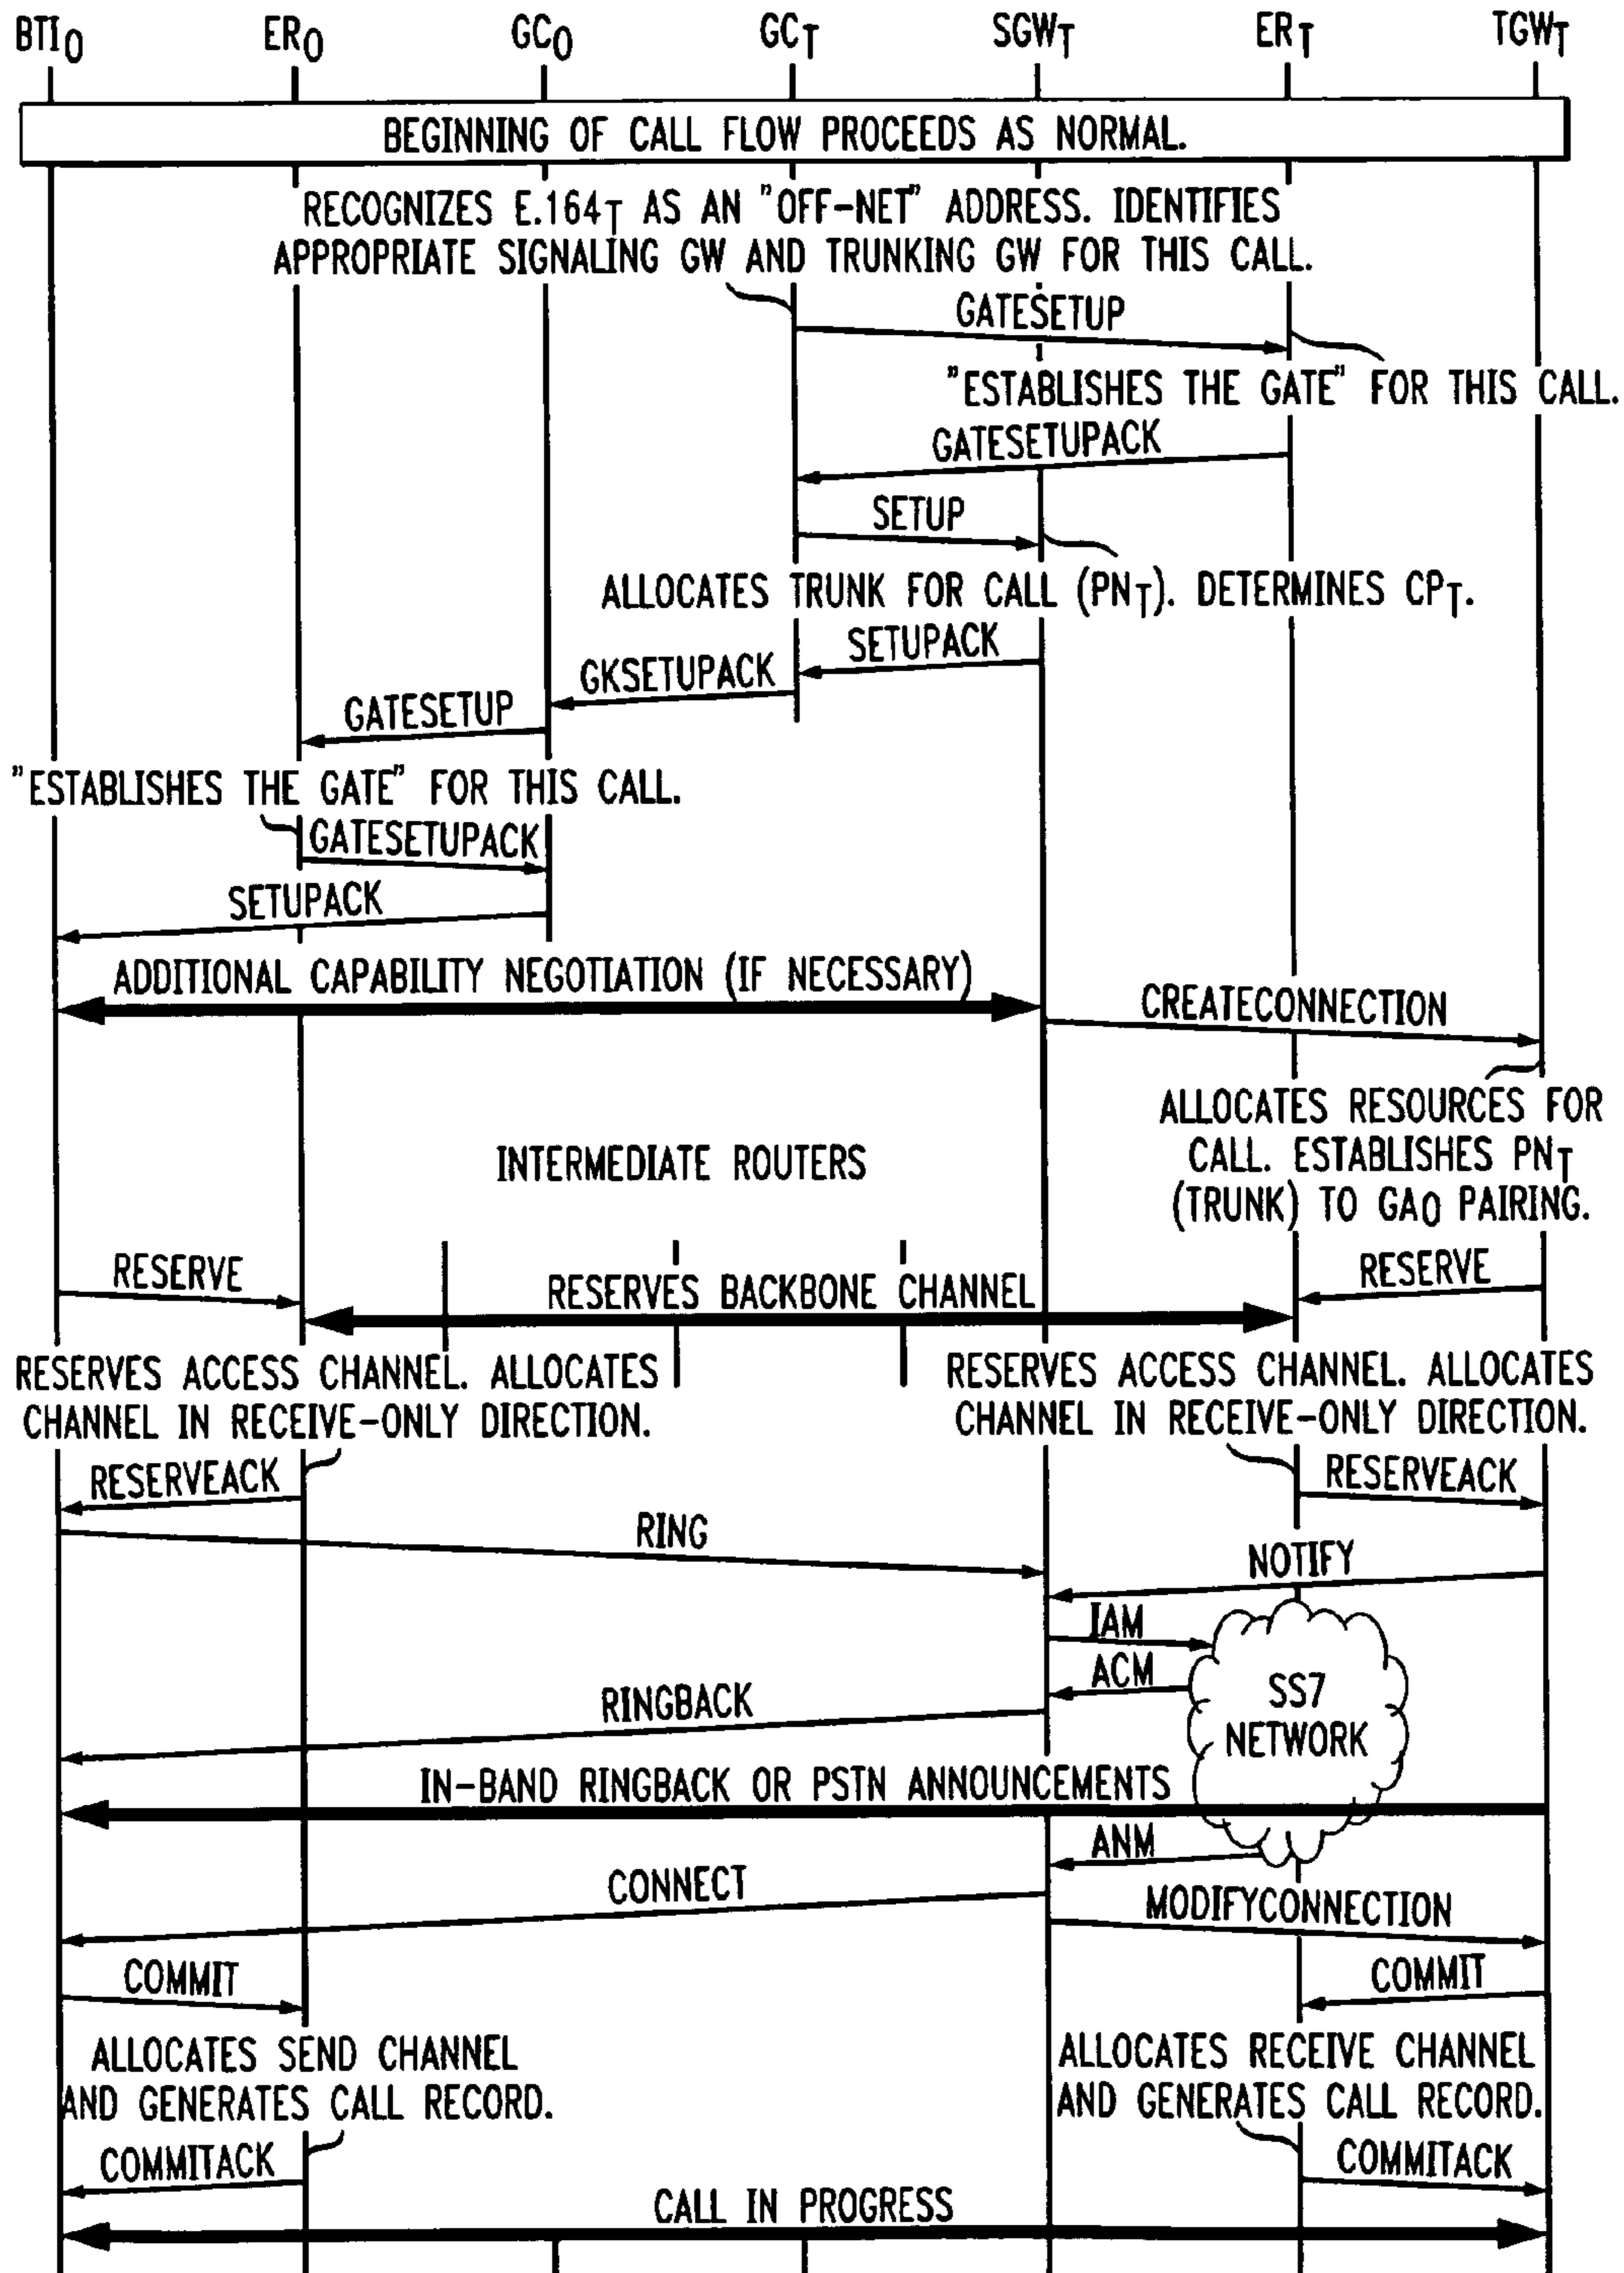 BTIO ERO GCO GCT SGWT ERT TGWT
BEGINNING OF CALL FLOW PROCEEDS AS NORMAL.
RECOGNIZES E.164T AS AN "OFF-NET" ADDRESS. IDENTIFIES
APPROPRIATE SIGNALING GW AND TRUNKING GW FOR THIS CALL.
GATESETUP
"ESTABLISHES THE GATE" FOR THIS CALL.
GATESETUPACK
SETUP
ALLOCATES TRUNK FOR CALL (PNT). DETERMINES CPT.
SETUPACK
GKSETUPACK
GATESETUP
"ESTABLISHES THE GATE" FOR THIS CALL.
GATESETUPACK
SETUPACK
ADDITIONAL CAPABILITY NEGOTIATION (IF NECESSARY)
CREATECONNECTION
ALLOCATES RESOURCES FOR
CALL. ESTABLISHES PNT
(TRUNK) TO GAO PAIRING.
INTERMEDIATE ROUTERS
RESERVE
RESERVES BACKBONE CHANNEL
RESERVE
RESERVES ACCESS CHANNEL. ALLOCATES
CHANNEL IN RECEIVE-ONLY DIRECTION.
RESERVES ACCESS CHANNEL. ALLOCATES
CHANNEL IN RECEIVE-ONLY DIRECTION.
RESERVEACK
RESERVEACK
RING
NOTIFY
IAM
ACM
SS7
NETWORK
RINGBACK
IN-BAND RINGBACK OR PSTN ANNOUNCEMENTS
ANM
CONNECT
MODIFYCONNECTION
COMMIT
COMMIT
ALLOCATES SEND CHANNEL
AND GENERATES CALL RECORD.
ALLOCATES RECEIVE CHANNEL
AND GENERATES CALL RECORD.
COMMITACK
COMMITACK
CALL IN PROGRESS